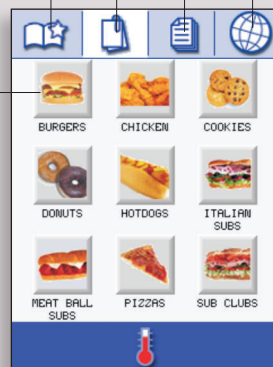 BURGERS CHICKEN COOKIES
DONUTS HOTDOGS ITALIAN
SUBS
MEAT BALL PIZZAS SUB CLUBS
SUBS